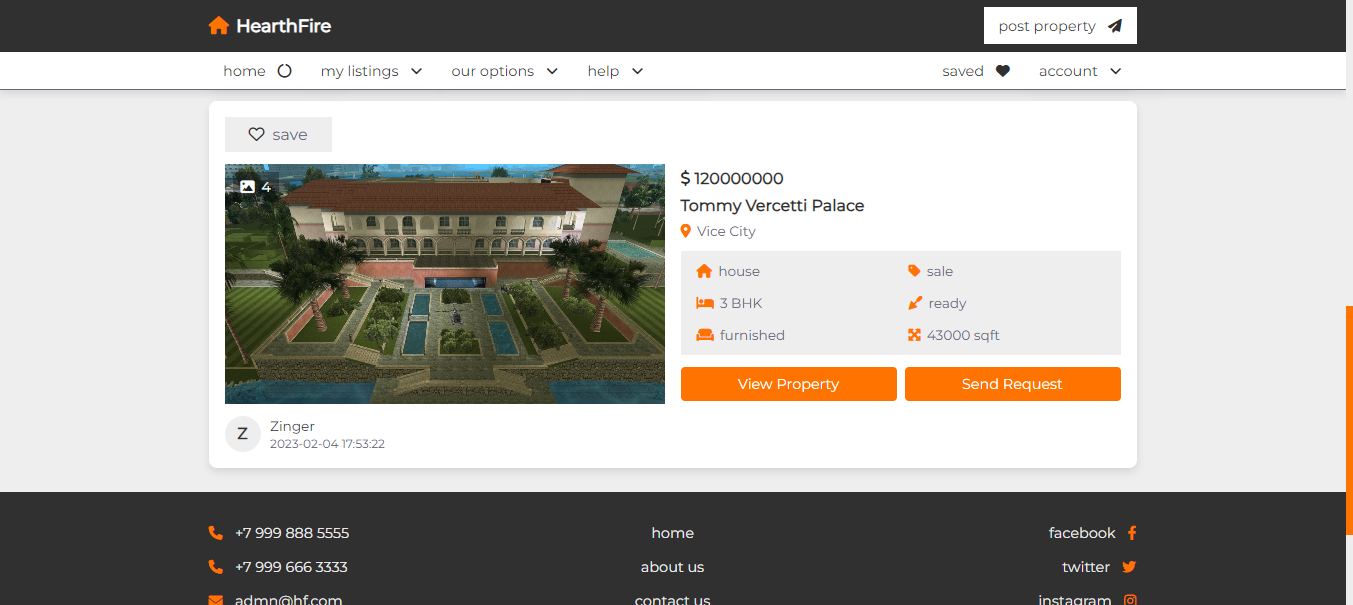 HearthFire
post property
home
my listings
our options
help
saved
account
save
4
$ 120000000
Tommy Vercetti Palace
Vice City
house
sale
3 BHK
ready
furnished
43000 sqft
View Property
Send Request
Z
Zinger
2023-02-04 17:53:22
+7 999 888 5555
home
facebook
+7 999 666 3333
about us
twitter
admn@hf.com
contact us
instagram